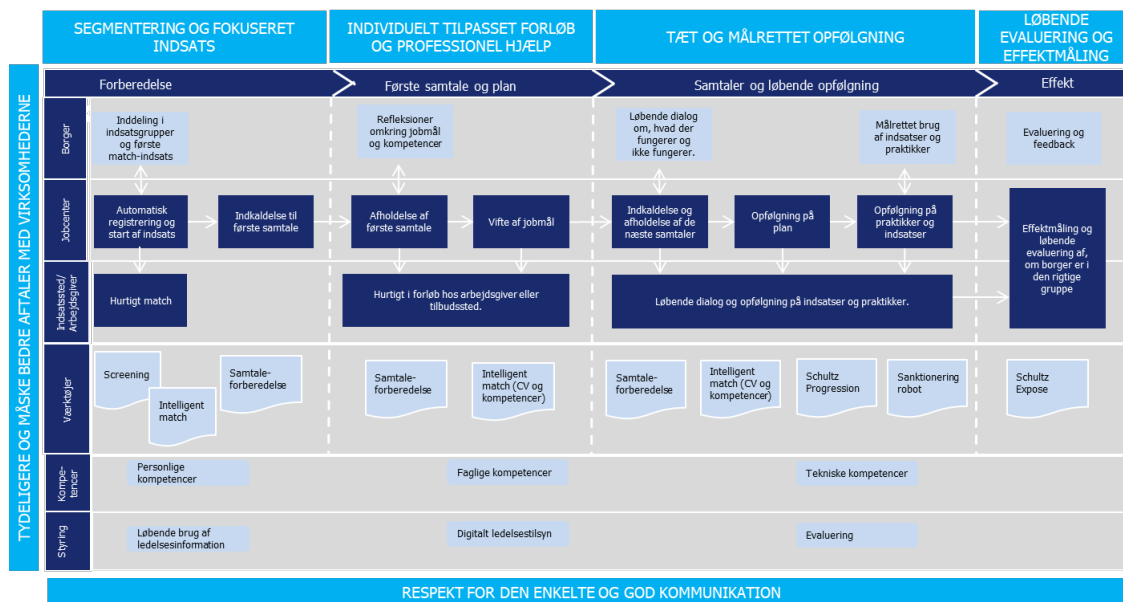 SEGMENTERING OG FOKUSERET
INDSATS
INDIVIDUELT TILPASSET FORLØB
OG PROFESSIONEL HJÆLP
TÆT OG MÅLRETTET OPFØLGNING
LØBENDE
EVALUERING OG
EFFEKTMÅLING
TYDELIGERE OG MÅSKE BEDRE AFTALER MED VIRKSOMHEDERNE
Forberedelse
Første samtale og plan
Samtaler og løbende opfølgning
Effekt
Borger
Inddeling i
indsatsgrupper
og første
match-indsats
Refleksioner
omkring jobmål
og kompetencer
Løbende dialog
om, hvad der
fungerer og
ikke fungerer.
Målrettet brug
af indsatser og
praktikker
Evaluering og
feedback
Jobcenter
Automatisk
registrering og
start af indsats
Indkaldelse til
første samtale
Afholdelse af
første samtale
Vifte af jobmål
Indkaldelse og
afholdelse af de
næste samtaler
Opfølgning på
plan
Opfølgning på
praktikker og
indsatser
Effektmåling og
løbende
evaluering af,
om borger er i
den rigtige
gruppe
Indsatssted/
Arbejdsgiver
Hurtigt match
Hurtigt i forløb hos arbejdsgiver eller
tilbudssted.
Løbende dialog og opfølgning på indsatser og praktikker.
Værktøjer
Screening
Intelligent
match
Samtale-
forberedelse
Samtale-
forberedelse
Intelligent
match (CV og
kompetencer)
Samtale-
forberedelse
Intelligent
match (CV og
kompetencer)
Schultz
Progression
Sanktionering
robot
Schultz
Expose
Kompe-
tencer
Personlige
kompetencer
Faglige kompetencer
Tekniske kompetencer
Styring
Løbende brug af
ledelsesinformation
Digitalt ledelsestilsyn
Evaluering
RESPEKT FOR DEN ENKELTE OG GOD KOMMUNIKATION